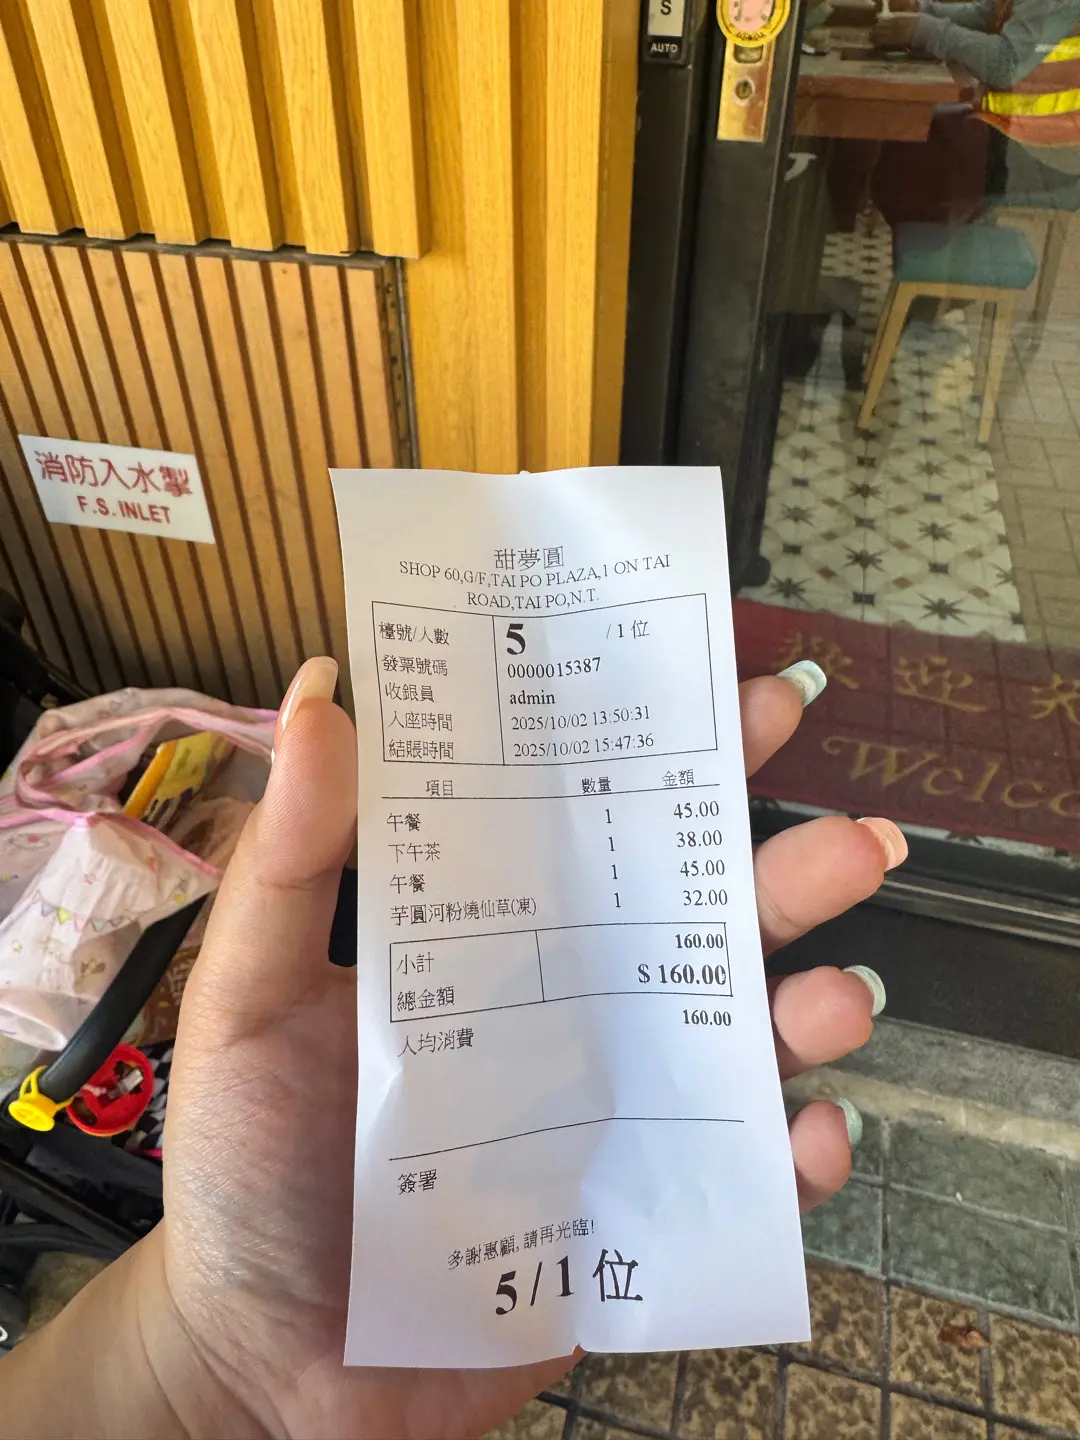 S
AUTO
消防入水掣
F.S. INLET
歡迎
Welco
甜夢圓
SHOP 60,G/F,TAI PO PLAZA,1 ON TAI
ROAD,TAI PO,N.T.
檯號/人數 5 /1 位
發票號碼 0000015387
收銀員 admin
入座時間 2025/10/02 13:50:31
結賬時間 2025/10/02 15:47:36
項目 數量 金額
午餐 1 45.00
下午茶 1 38.00
午餐 1 45.00
芋圓河粉燒仙草(凍) 1 32.00
小計 160.00
總金額 $ 160.00
人均消費 160.00
簽署
多謝惠顧,請再光臨!
5 / 1 位